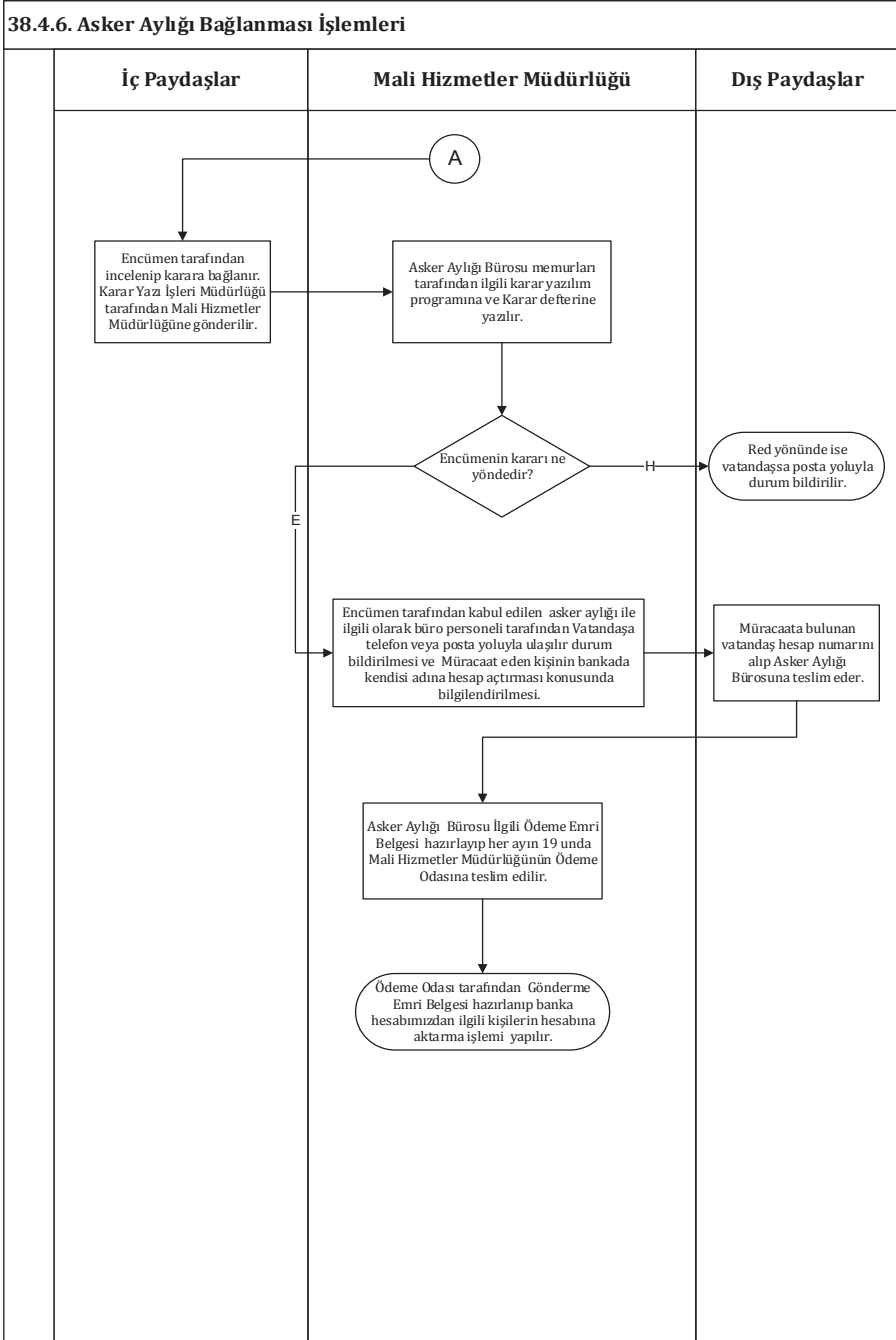 38.4.6. Asker Aylığı Bağlanması İşlemleri
İç Paydaşlar
Mali Hizmetler Müdürlüğü
Dış Paydaşlar
A
Encümen tarafından
incelenip karara bağlanır.
Karar Yazı İşleri Müdürlüğü
tarafından Mali Hizmetler
Müdürlüğüne gönderilir.
Asker Aylığı Bürosu memurları
tarafından ilgili karar yazılım
programına ve Karar defterine
yazılır.
Encümenin kararı ne
yöndedir?
H
Red yönünde ise
vatandaşsa posta yoluyla
durum bildirilir.
E
Encümen tarafından kabul edilen asker aylığı ile
ilgili olarak büro personeli tarafından Vatandaşa
telefon veya posta yoluyla ulaşılır durum
bildirilmesi ve Müracaat eden kişinin bankada
kendisi adına hesap açtırması konusunda
bilgilendirilmesi.
Müracaata bulunan
vatandaş hesap numarını
alıp Asker Aylığı
Bürosuna teslim eder.
Asker Aylığı Bürosu İlgili Ödeme Emri
Belgesi hazırlayıp her ayın 19 unda
Mali Hizmetler Müdürlüğünün Ödeme
Odasına teslim edilir.
Ödeme Odası tarafından Gönderme
Emri Belgesi hazırlanıp banka
hesabımızdan ilgili kişilerin hesabına
aktarma işlemi yapılır.